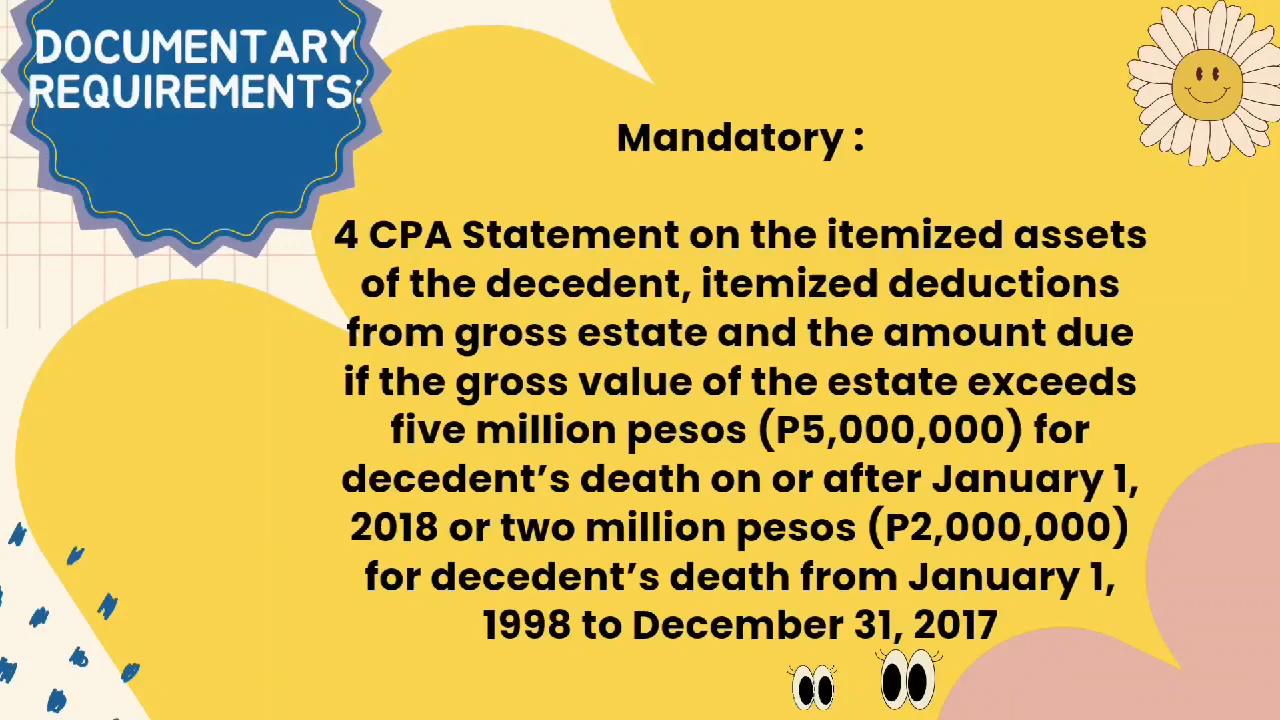 DOCUMENTARY
REQUIREMENTS:
Mandatory :
4 CPA Statement on the itemized assets
of the decedent, itemized deductions
from gross estate and the amount due
if the gross value of the estate exceeds
five million pesos (P5,000,000) for
decedent’s death on or after January 1,
2018 or two million pesos (P2,000,000)
for decedent’s death from January 1,
1998 to December 31, 2017